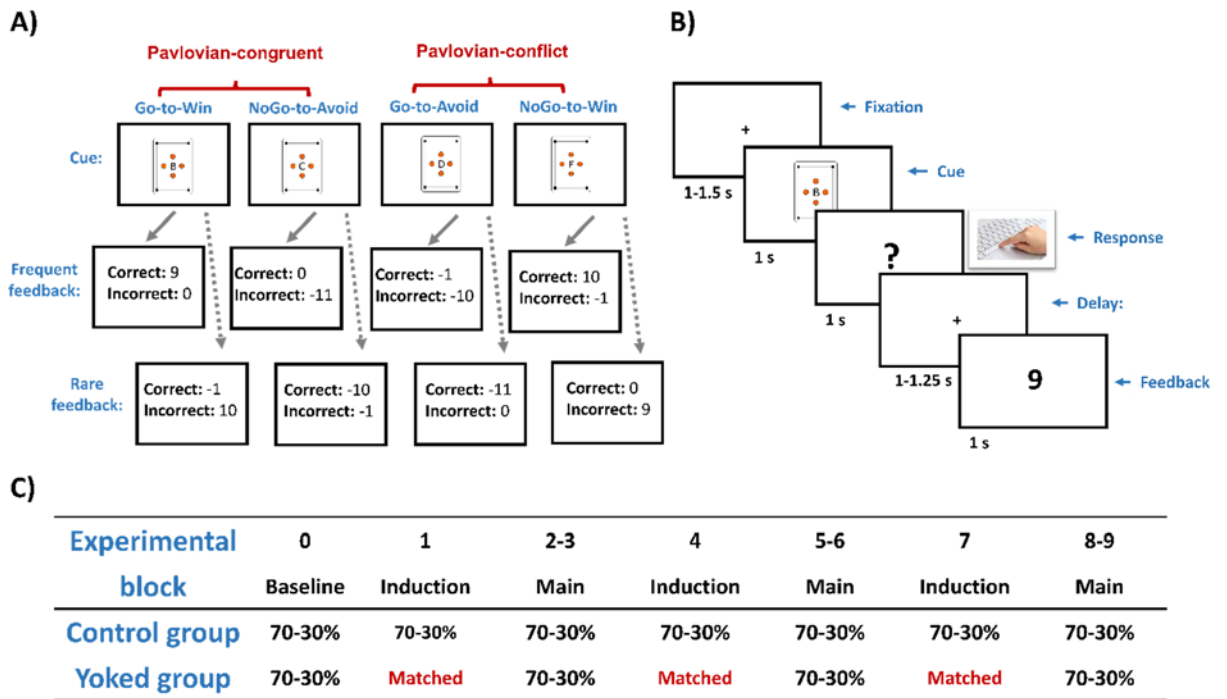 A)
Pavlovian-congruent Pavlovian-conflict
Go-to-Win NoGo-to-Avoid Go-to-Avoid NoGo-to-Win
Cue: B C D F
Frequent
feedback:
Correct: 9
Incorrect: 0
Correct: 0
Incorrect: -11
Correct: -1
Incorrect: -10
Correct: 10
Incorrect: -1
Rare
feedback:
Correct: -1
Incorrect: 10
Correct: -10
Incorrect: -1
Correct: -11
Incorrect: 0
Correct: 0
Incorrect: 9
B)
+
Fixation
1-1.5 s
B
Cue
1 s
?
Response
1 s
+
Delay:
1-1.25 s
9
Feedback
1 s
C)
Experimental 0 1 2-3 4 5-6 7 8-9
block Baseline Induction Main Induction Main Induction Main
Control group 70-30% 70-30% 70-30% 70-30% 70-30% 70-30% 70-30%
Yoked group 70-30% Matched 70-30% Matched 70-30% Matched 70-30%